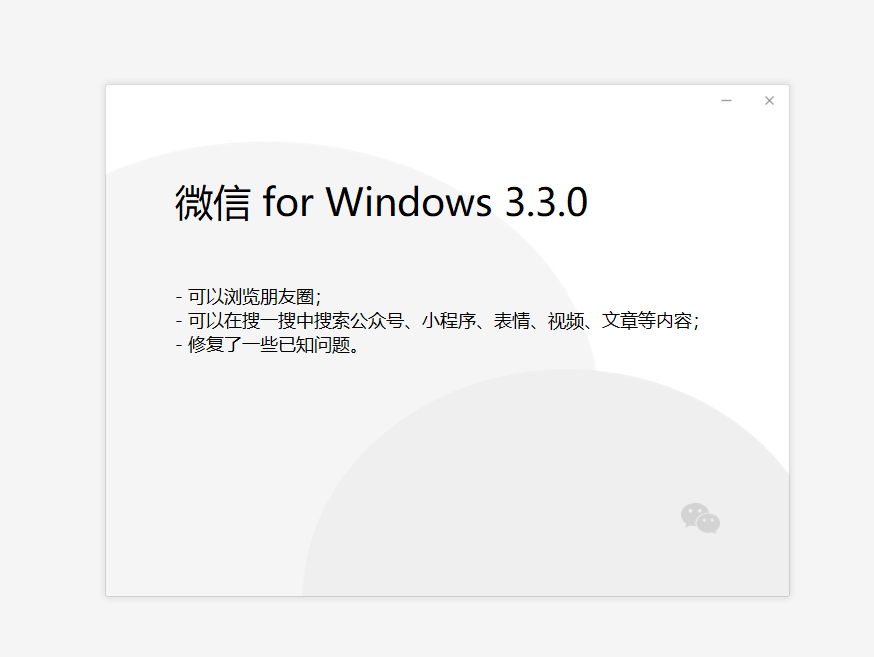 微信 for Windows 3.3.0
- 可以浏览朋友圈;
- 可以在搜一搜中搜索公众号、小程序、表情、视频、文章等内容;
- 修复了一些已知问题。